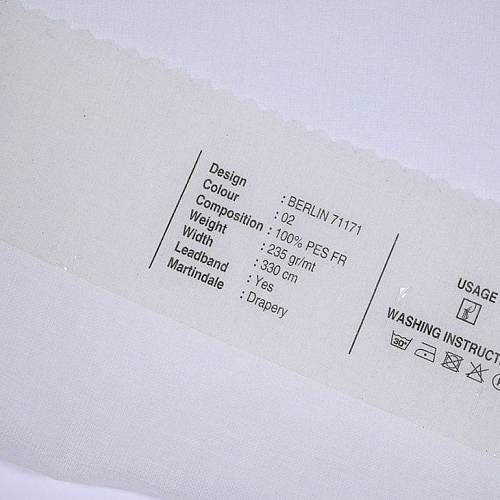 Design : BERLIN 71171
Colour : 02
Composition : 100% PES FR
Weight : 235 gr/mt
Width : 330 cm
Leadband : Yes
Martindale : Drapery
USAGE
WASHING INSTRUCT
30°